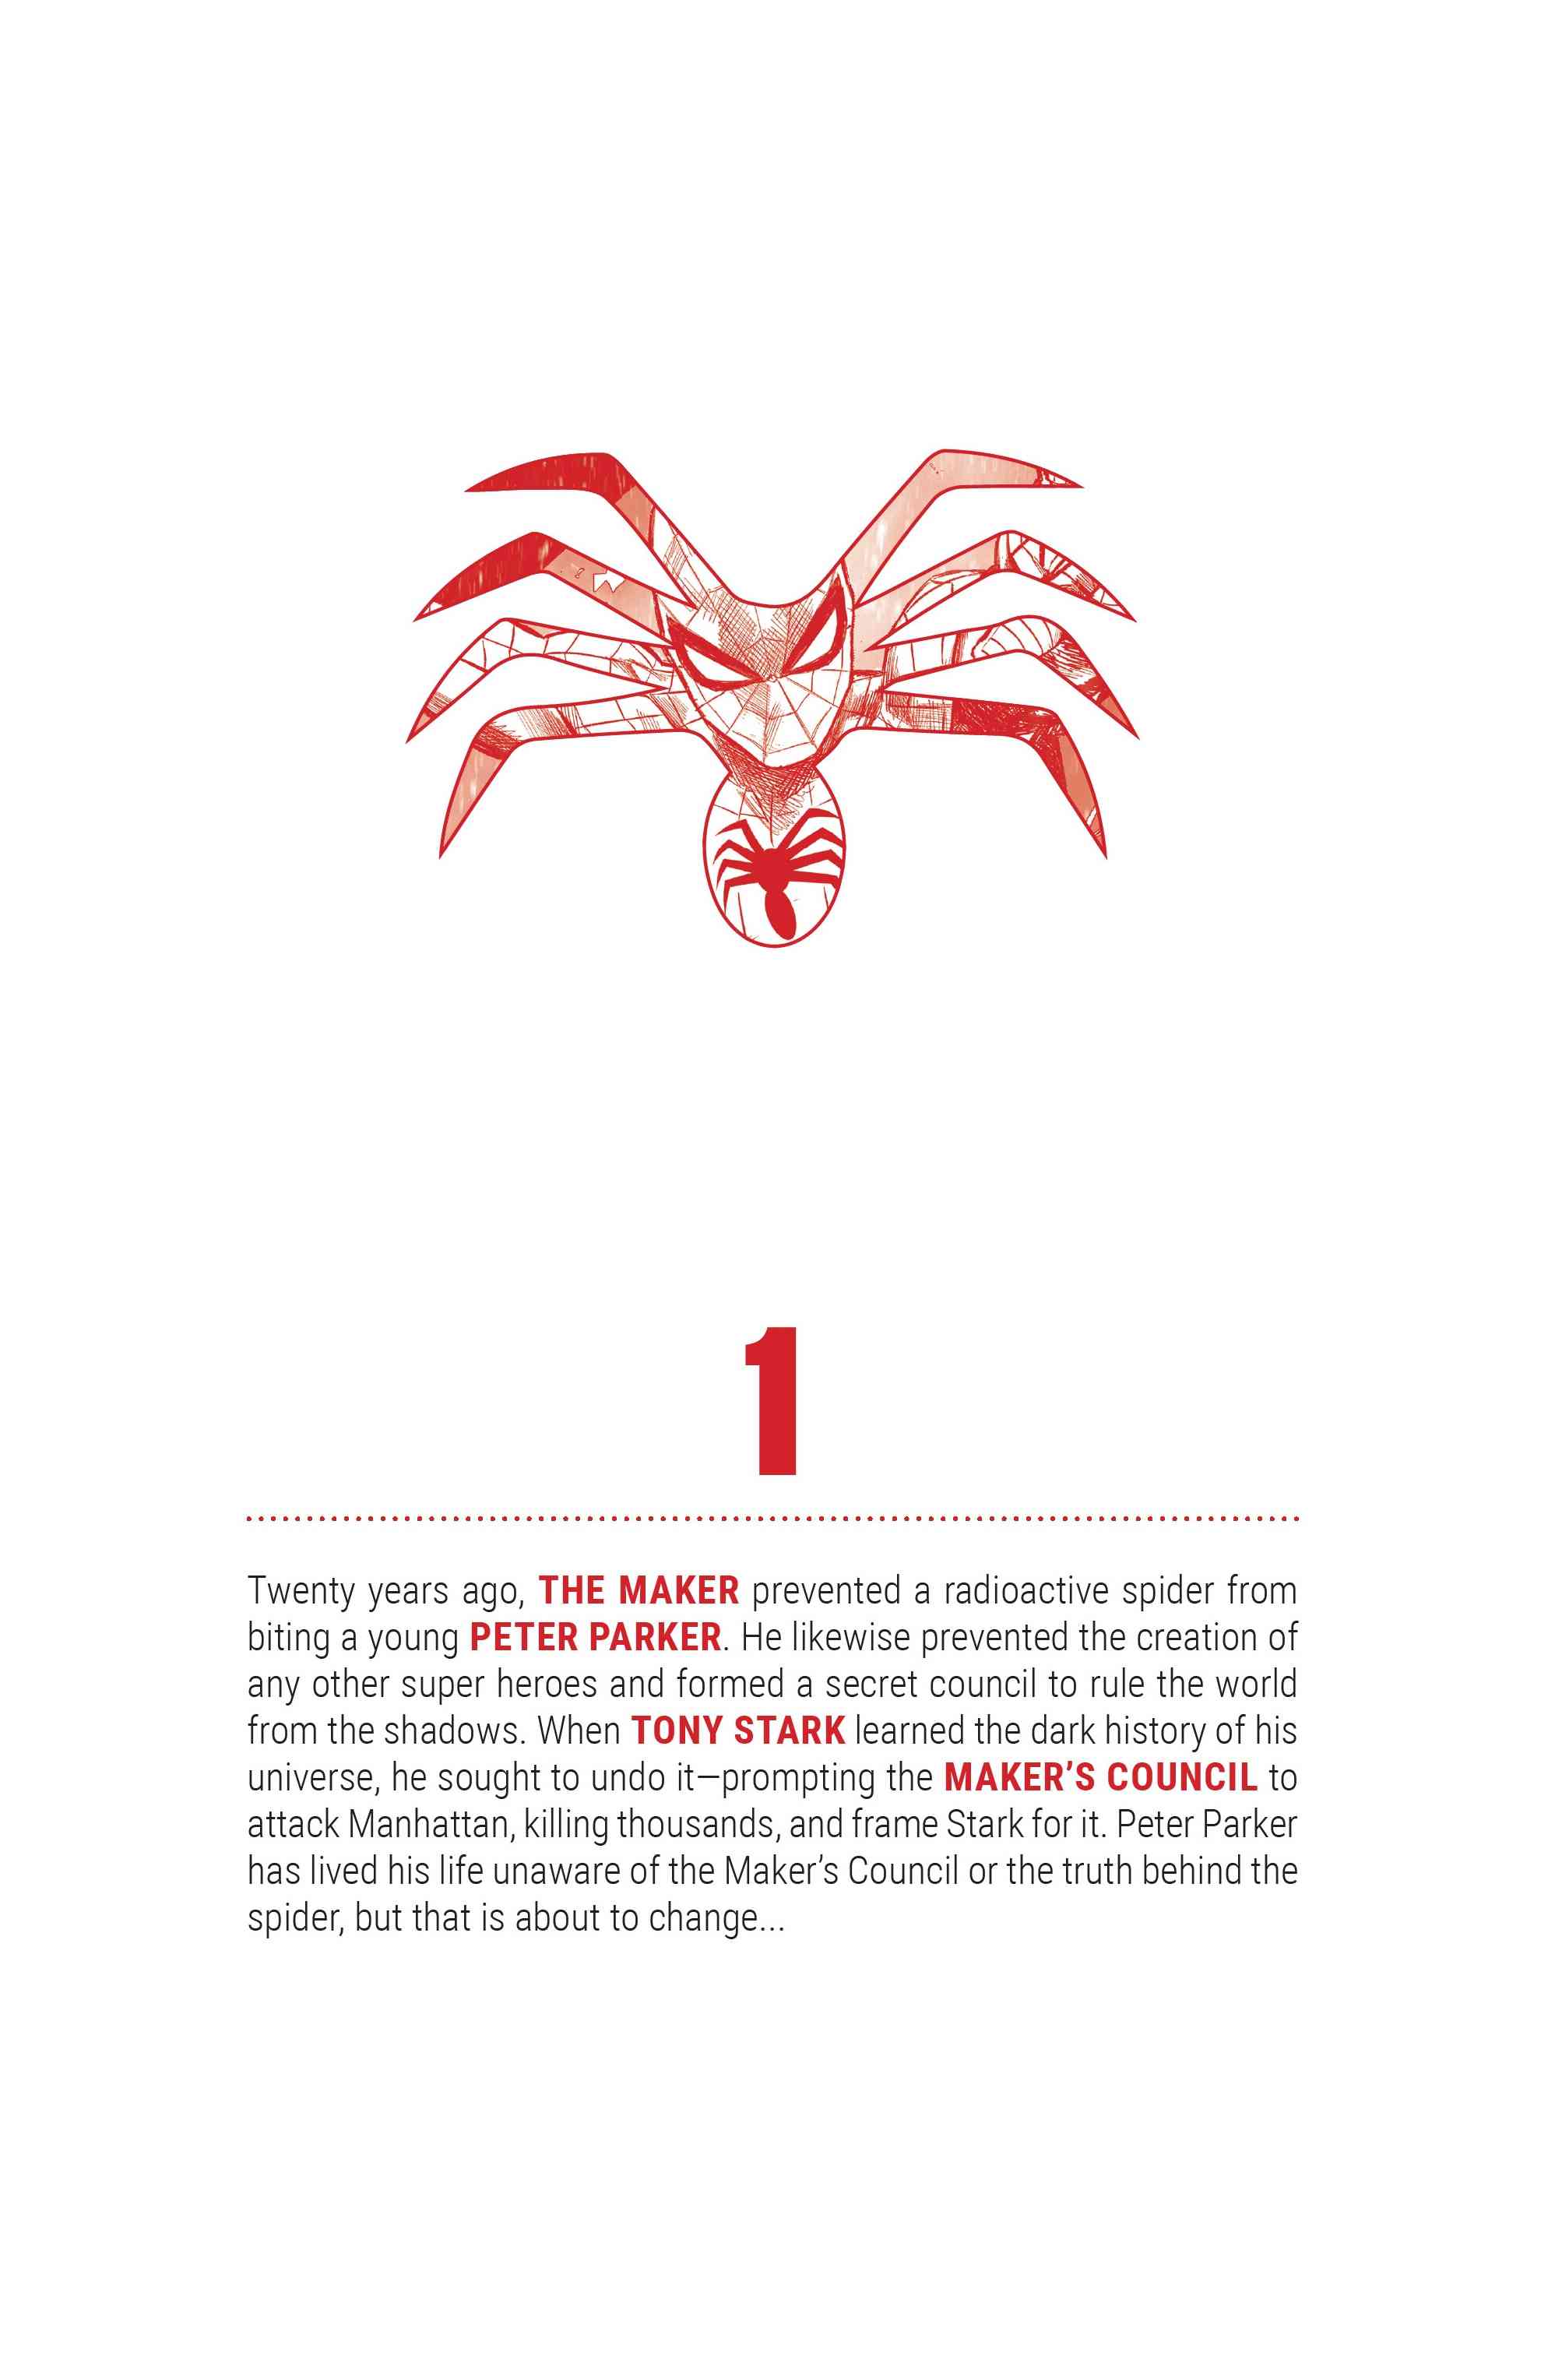 1
Twenty years ago, THE MAKER prevented a radioactive spider from
biting a young PETER PARKER. He likewise prevented the creation of
any other super heroes and formed a secret council to rule the world
from the shadows. When TONY STARK learned the dark history of his
universe, he sought to undo it—prompting the MAKER’S COUNCIL to
attack Manhattan, killing thousands, and frame Stark for it. Peter Parker
has lived his life unaware of the Maker’s Council or the truth behind the
spider, but that is about to change...